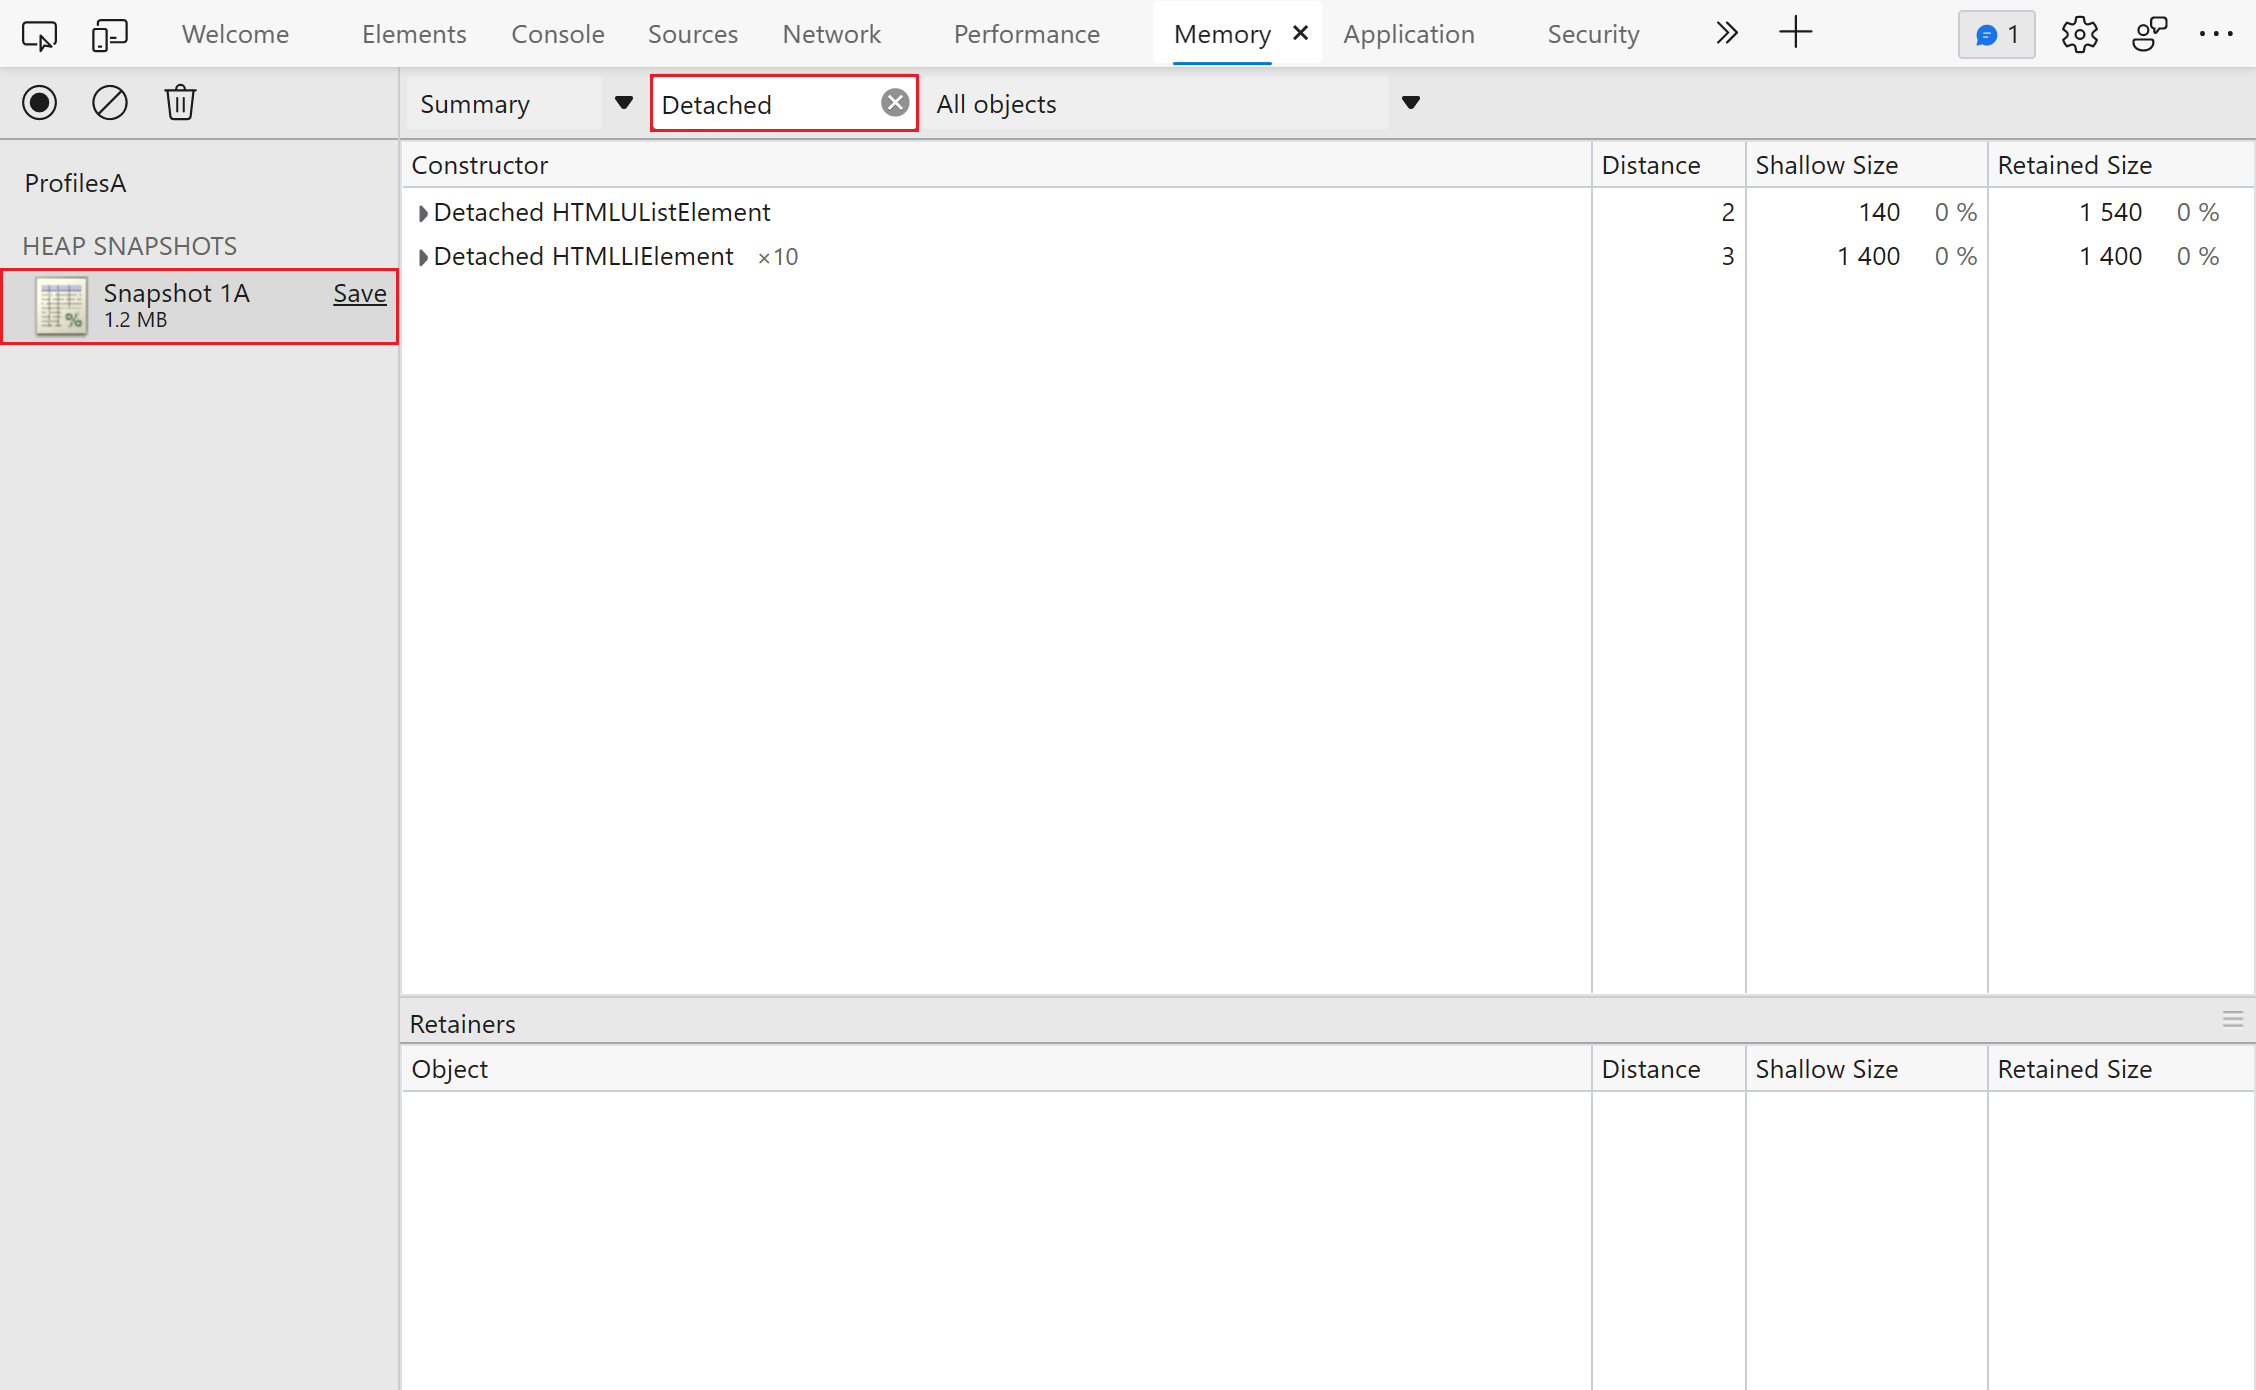 Welcome Elements Console Sources Network Performance Memory Application Security 1
Summary Detached All objects
ProfilesA
HEAP SNAPSHOTS
Snapshot 1A Save
1.2 MB
Constructor Distance Shallow Size Retained Size
Detached HTMLUListElement 2 140 0 % 1 540 0 %
Detached HTMLLIElement ×10 3 1 400 0 % 1 400 0 %
Retainers
Object Distance Shallow Size Retained Size